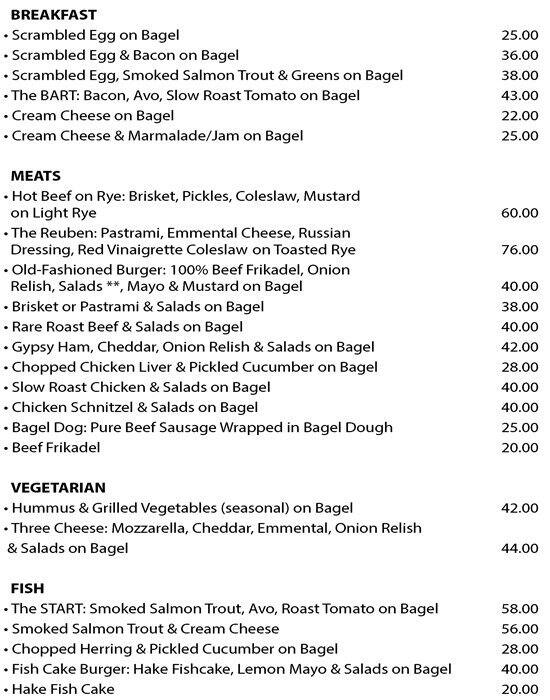 BREAKFAST
• Scrambled Egg on Bagel 25.00
• Scrambled Egg & Bacon on Bagel 36.00
• Scrambled Egg, Smoked Salmon Trout & Greens on Bagel 38.00
• The BART: Bacon, Avo, Slow Roast Tomato on Bagel 43.00
• Cream Cheese on Bagel 22.00
• Cream Cheese & Marmalade/Jam on Bagel 25.00
MEATS
• Hot Beef on Rye: Brisket, Pickles, Coleslaw, Mustard
on Light Rye 60.00
• The Reuben: Pastrami, Emmental Cheese, Russian
Dressing, Red Vinaigrette Coleslaw on Toasted Rye 76.00
• Old-Fashioned Burger: 100% Beef Frikadel, Onion
Relish, Salads **, Mayo & Mustard on Bagel 40.00
• Brisket or Pastrami & Salads on Bagel 38.00
• Rare Roast Beef & Salads on Bagel 40.00
• Gypsy Ham, Cheddar, Onion Relish & Salads on Bagel 42.00
• Chopped Chicken Liver & Pickled Cucumber on Bagel 28.00
• Slow Roast Chicken & Salads on Bagel 40.00
• Chicken Schnitzel & Salads on Bagel 40.00
• Bagel Dog: Pure Beef Sausage Wrapped in Bagel Dough 25.00
• Beef Frikadel 20.00
VEGETARIAN
• Hummus & Grilled Vegetables (seasonal) on Bagel 42.00
• Three Cheese: Mozzarella, Cheddar, Emmental, Onion Relish
& Salads on Bagel 44.00
FISH
• The START: Smoked Salmon Trout, Avo, Roast Tomato on Bagel 58.00
• Smoked Salmon Trout & Cream Cheese 56.00
• Chopped Herring & Pickled Cucumber on Bagel 28.00
• Fish Cake Burger: Hake Fishcake, Lemon Mayo & Salads on Bagel 40.00
• Hake Fish Cake 20.00